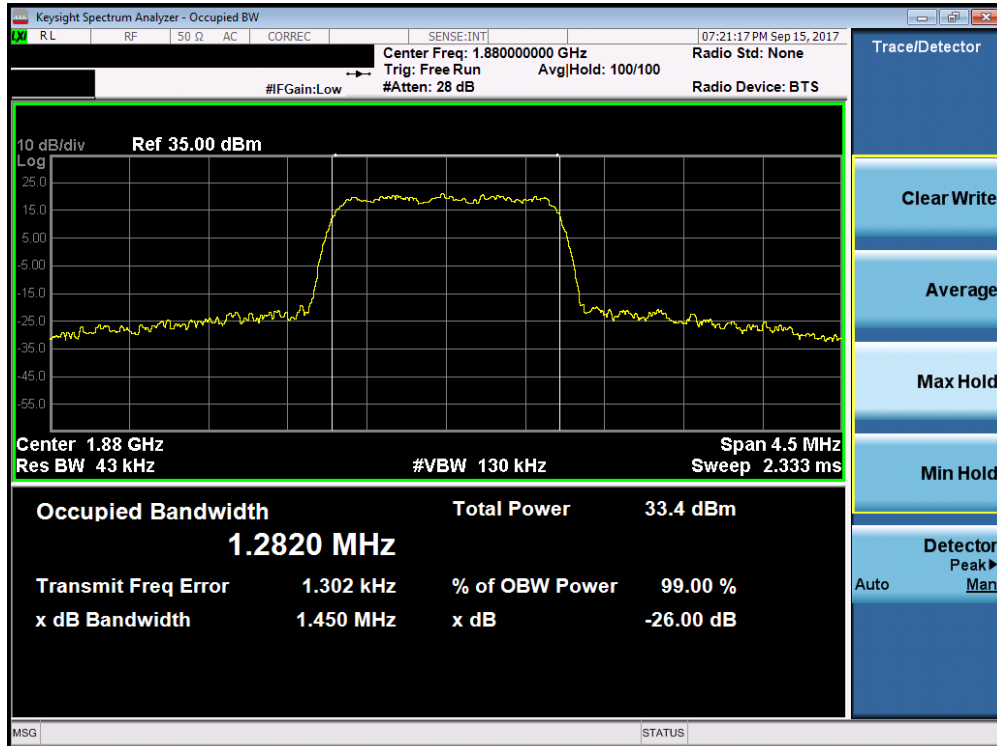 Keysight Spectrum Analyzer - Occupied BW
LXI RL RF 50 Ω AC CORREC SENSE:INT 07:21:17 PM Sep 15, 2017
Center Freq: 1.880000000 GHz Radio Std: None
Trig: Free Run Avg|Hold: 100/100
#IFGain:Low #Atten: 28 dB Radio Device: BTS
10 dB/div Ref 35.00 dBm
Log
25.0
15.0
5.00
-5.00
-15.0
-25.0
-35.0
-45.0
-55.0
Center 1.88 GHz Span 4.5 MHz
Res BW 43 kHz #VBW 130 kHz Sweep 2.333 ms
Occupied Bandwidth Total Power 33.4 dBm
1.2820 MHz
Transmit Freq Error 1.302 kHz % of OBW Power 99.00 %
x dB Bandwidth 1.450 MHz x dB -26.00 dB
MSG STATUS
Trace/Detector
Clear Write
Average
Max Hold
Min Hold
Detector
Peak▶
Auto Man